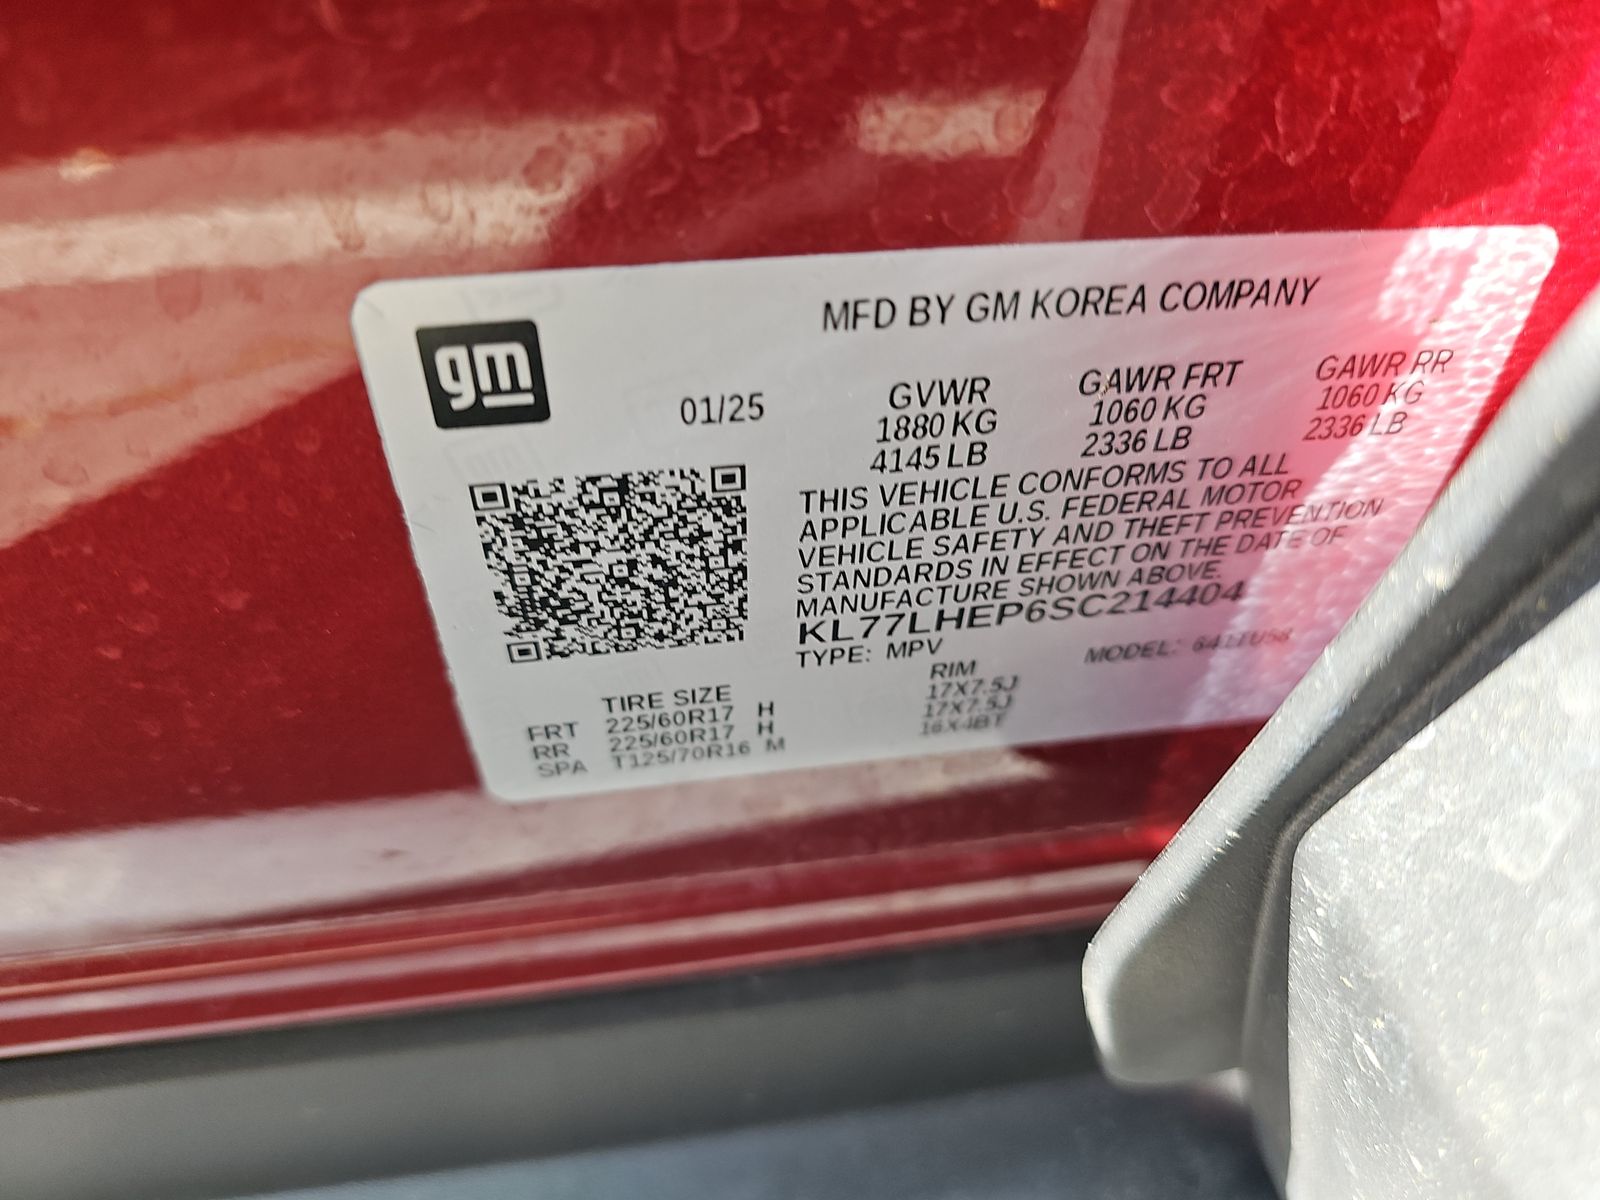 gm
MFD BY GM KOREA COMPANY
01/25
GVWR GAWR FRT GAWR RR
1880 KG 1060 KG 1060 KG
4145 LB 2336 LB 2336 LB
THIS VEHICLE CONFORMS TO ALL
APPLICABLE U.S. FEDERAL MOTOR
VEHICLE SAFETY AND THEFT PREVENTION
STANDARDS IN EFFECT ON THE DATE OF
MANUFACTURE SHOWN ABOVE.
KL77LHEP6SC214404
TYPE: MPV MODEL:
TIRE SIZE RIM
FRT 225/60R17 H 17X7.5J
RR 225/60R17 H 17X7.5J
SPA T125/70R16 M 16X4BT